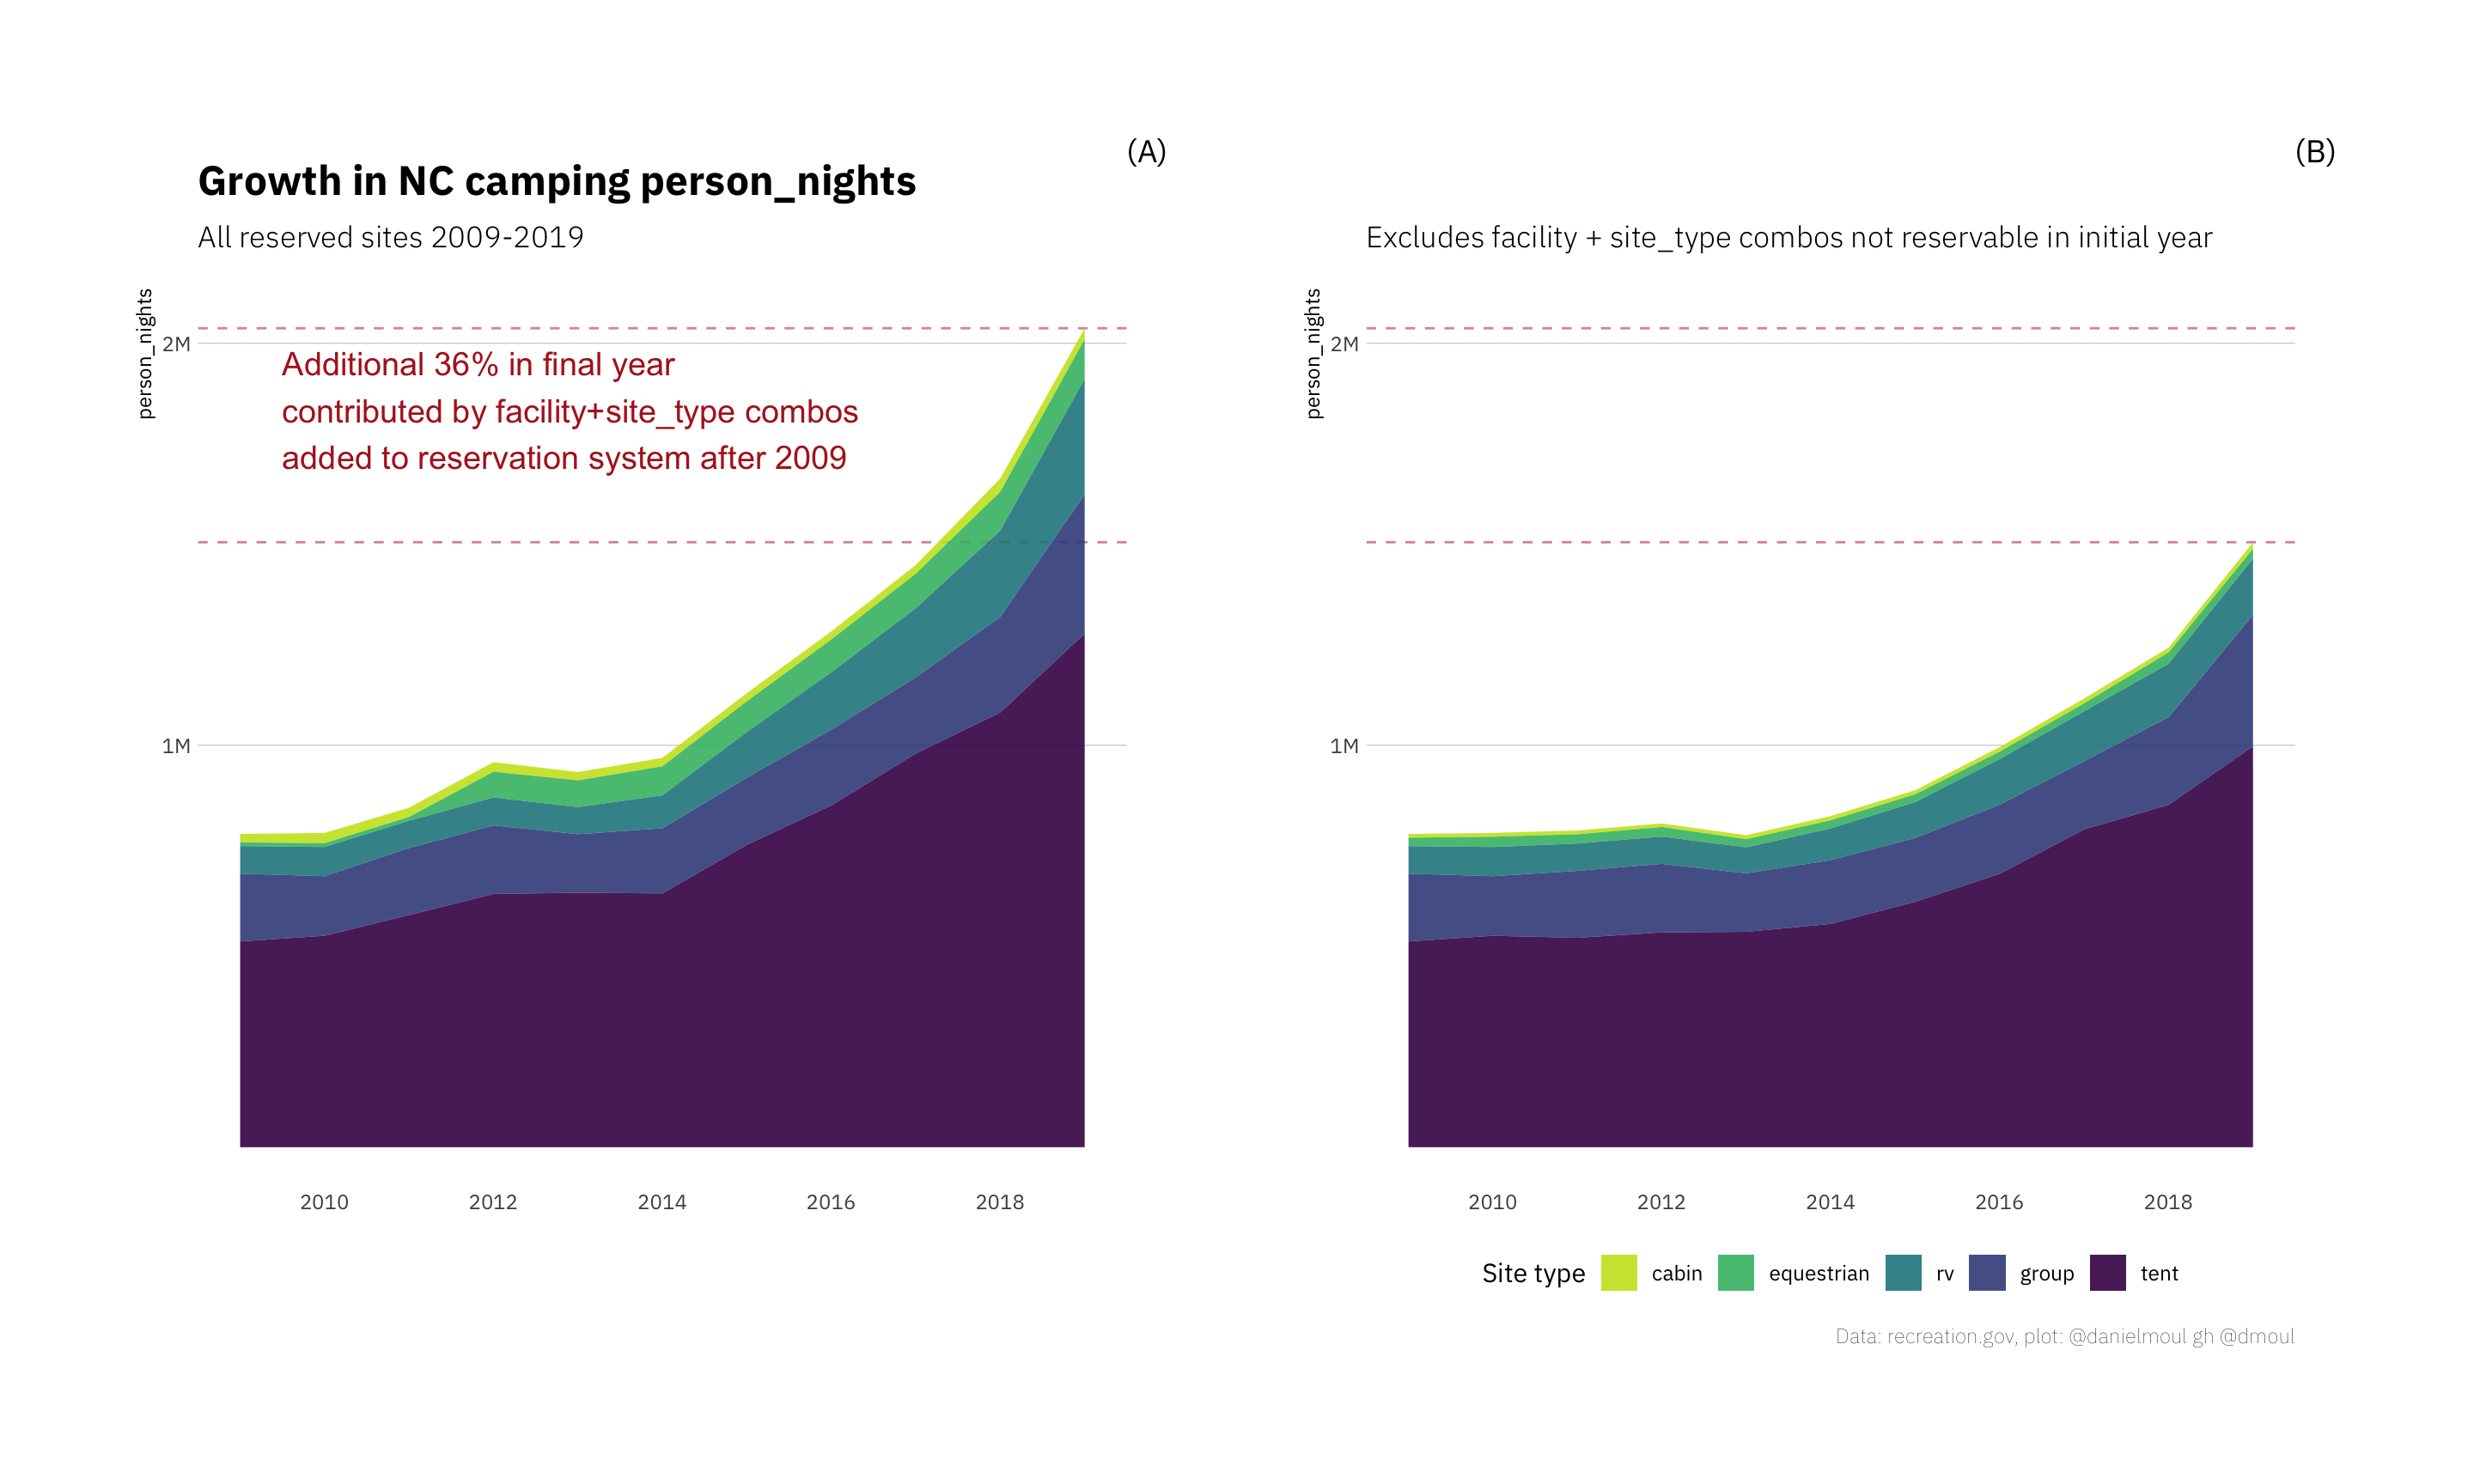 (A)
Growth in NC camping person_nights
All reserved sites 2009-2019
person_nights
2M
Additional 36% in final year
contributed by facility+site_type combos
added to reservation system after 2009
1M
2010 2012 2014 2016 2018
(B)
Excludes facility + site_type combos not reservable in initial year
person_nights
2M
1M
2010 2012 2014 2016 2018
Site type cabin equestrian rv group tent
Data: recreation.gov, plot: @danielmoul gh @dmoul